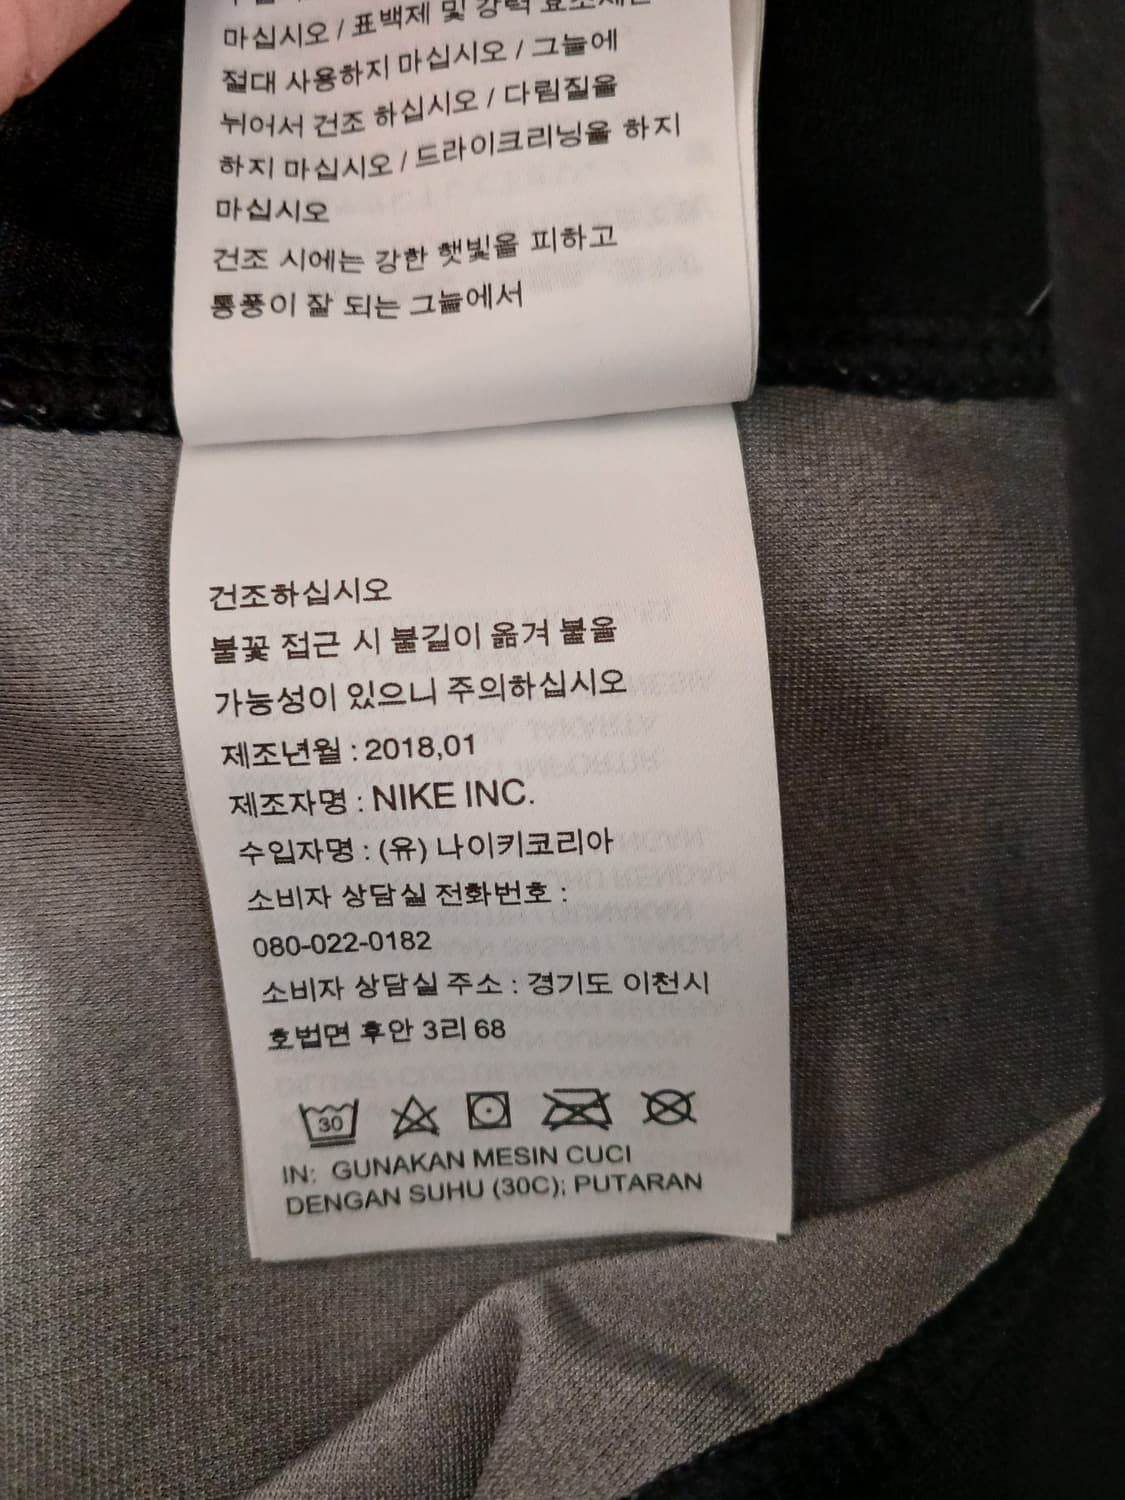 마십시오 / 표백제 및 강력 효소세는
절대 사용하지 마십시오 / 그늘에
뉘어서 건조 하십시오 / 다림질을
하지 마십시오 / 드라이크리닝을 하지
마십시오
건조 시에는 강한 햇빛을 피하고
통풍이 잘 되는 그늘에서
건조하십시오
불꽃 접근 시 불길이 옮겨 붙을
가능성이 있으니 주의하십시오
제조년월 : 2018,01
제조자명 : NIKE INC.
수입자명 : (유) 나이키코리아
소비자 상담실 전화번호 :
080-022-0182
소비자 상담실 주소 : 경기도 이천시
호법면 후안 3리 68
30
IN: GUNAKAN MESIN CUCI
DENGAN SUHU (30C); PUTARAN